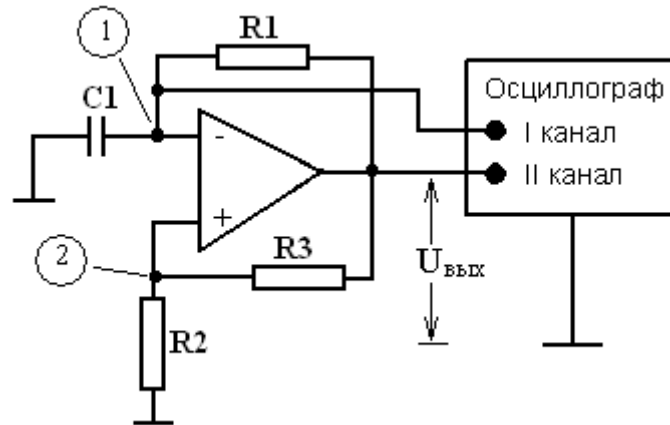 1
R1
C1
Осциллограф
I канал
II канал
-
+
2
R3
Uвых
R2